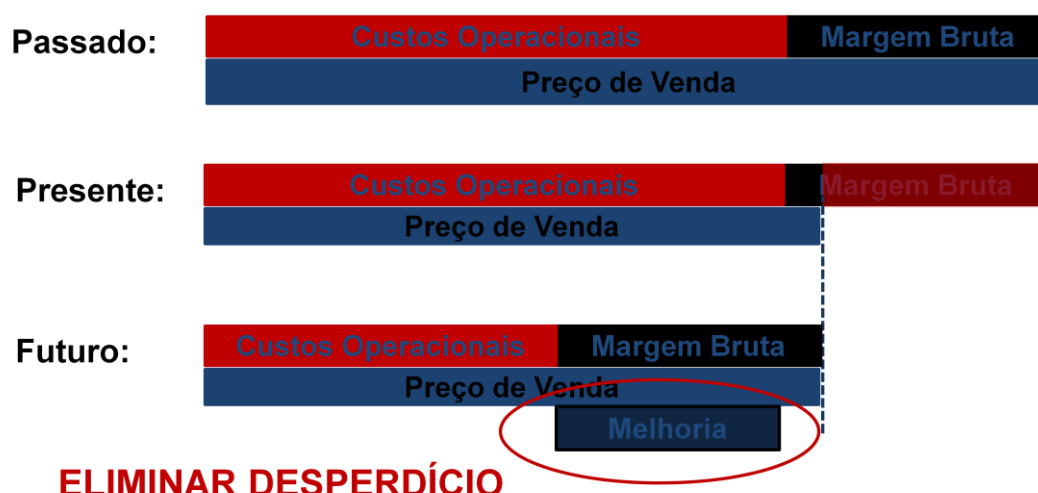 Passado:
Custos Operacionais Margem Bruta
Preço de Venda
Presente:
Custos Operacionais Margem Bruta
Preço de Venda
Futuro:
Custos Operacionais Margem Bruta
Preço de Venda
Melhoria
ELIMINAR DESPERDÍCIO